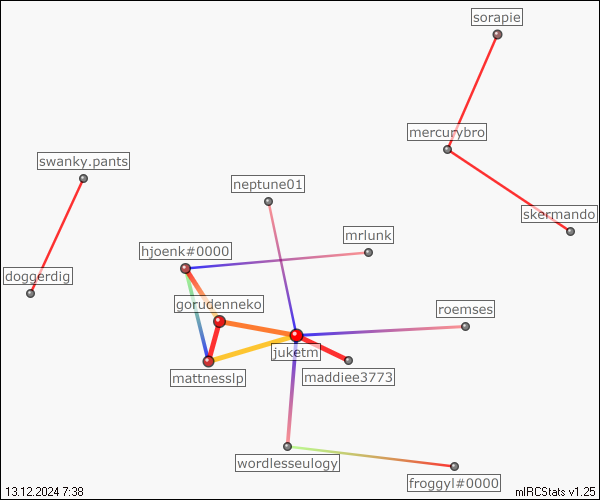 sorapie
mercurybro
swanky.pants
neptune01
skermando
mrlunk
hjoenk#0000
doggerdig
gorudenneko
roemses
juketm
mattnesslp
maddiee3773
wordlesseulogy
froggyl#0000
13.12.2024 7:38
mIRCStats v1.25